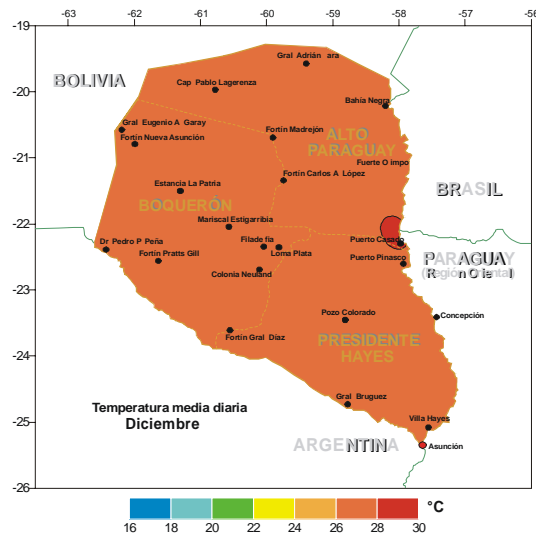 -63 -62 -61 -60 -59 -58 -57 -56
-19
-20
-21
-22
-23
-24
-25
-26
Gral Adrián ara
BOLIVIA
Cap Pablo Lagerenza
Bahía Negra
Gral Eugenio A Garay
Fortín Nueva Asunción
Fortín Madrejón
ALTO
PARAGUAY
Fuerte O impo
Fortín Carlos A López
Estancia La Patria
BRASIL
BOQUERÓN
Mariscal Estigarribia
Dr Pedro P Peña
Filade fia
Loma Plata
Puerto Casado
Fortín Pratts Gill
Colonia Neuland
Puerto Pinasco
PARAGUAY
(Región Oriental)
Pozo Colorado
Concepción
Fortín Gral Díaz
PRESIDENTE
HAYES
Gral Bruguez
Temperatura media diaria
Diciembre
Villa Hayes
ARGENTINA
Asunción
°C
16 18 20 22 24 26 28 30